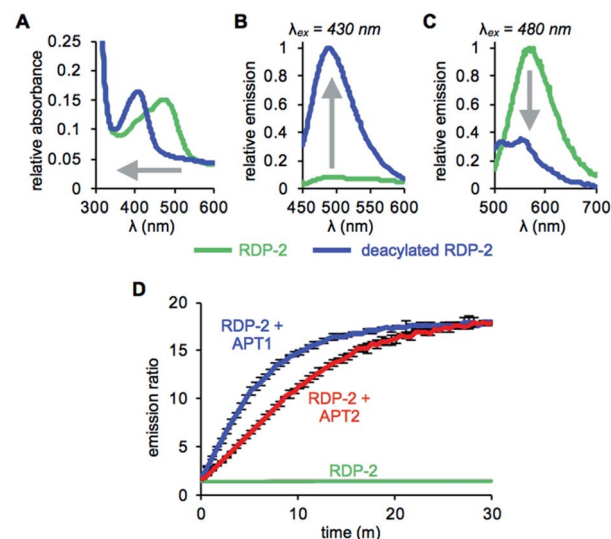 A
relative absorbance
0.25
0.2
0.15
0.1
0.05
0
300 400 500 600
λ (nm)
B
λex = 430 nm
relative emission
1
0.8
0.6
0.4
0.2
0
450 500 550 600
λ (nm)
C
λex = 480 nm
relative emission
1
0.8
0.6
0.4
0.2
0
500 600 700
λ (nm)
RDP-2
deacylated RDP-2
D
emission ratio
20
15
10
5
0
RDP-2 +
APT1
RDP-2 +
APT2
RDP-2
0 10 20 30
time (m)